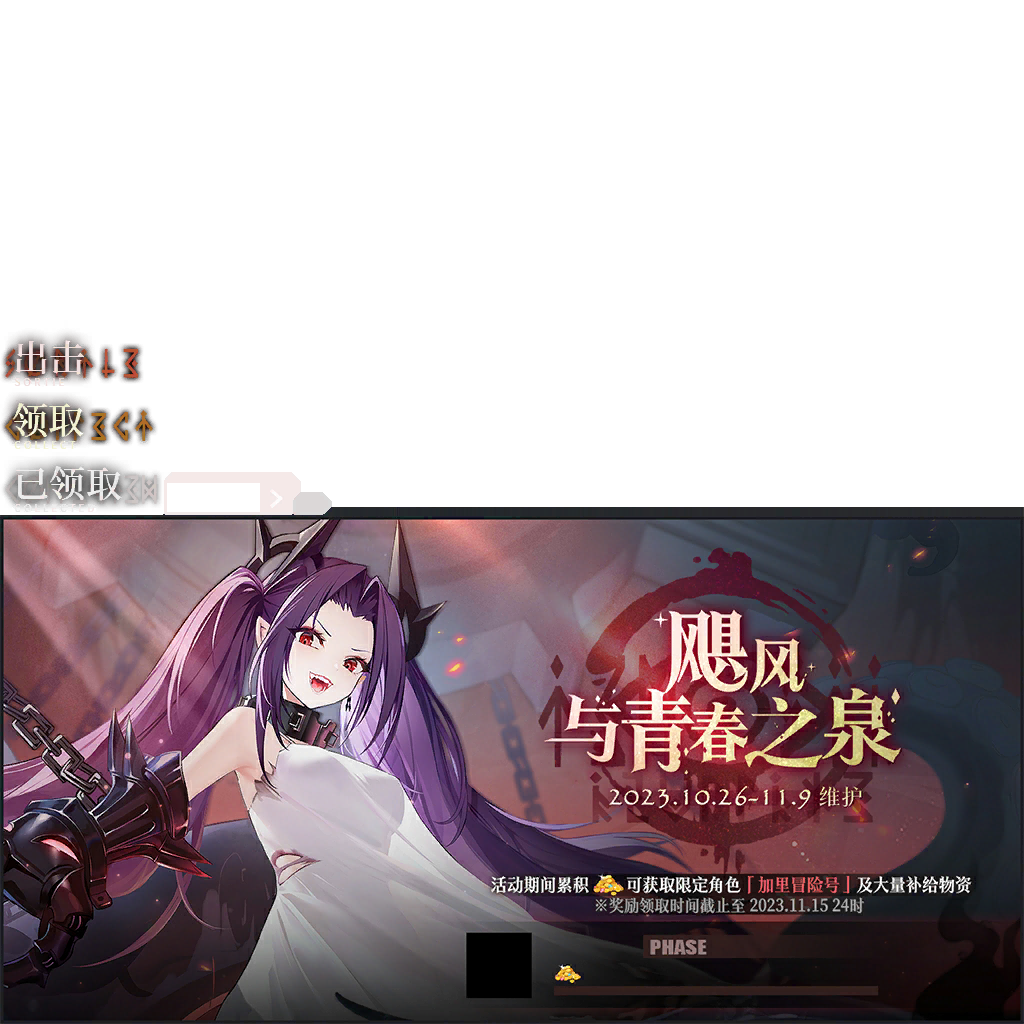 出击
SORTIE
领取
COLLECT
已领取
COLLECTED
飓风
与青春之泉
2023.10.26-11.9 维护
活动期间累积 可获取限定角色「加里冒险号」及大量补给物资
※奖励领取时间截止至 2023.11.15 24时
PHASE